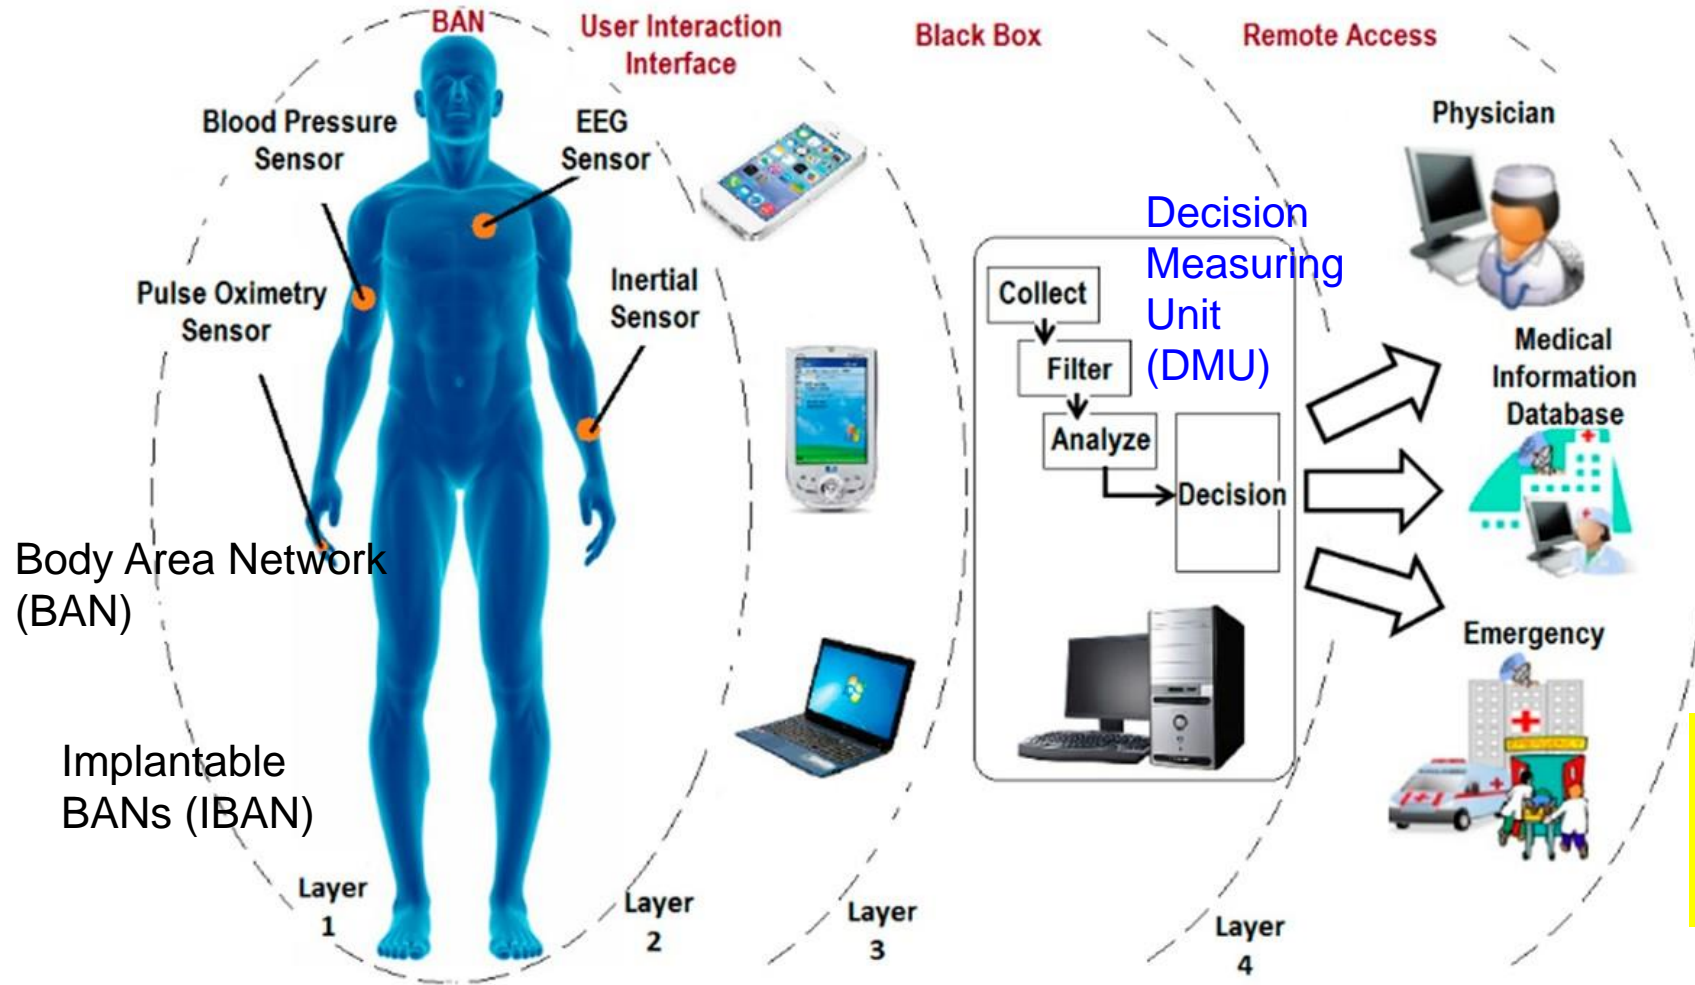 BAN
User Interaction
Interface
Black Box
Remote Access
Blood Pressure
Sensor
EEG
Sensor
Pulse Oximetry
Sensor
Inertial
Sensor
Body Area Network
(BAN)
Implantable
BANs (IBAN)
Decision
Measuring
Unit
(DMU)
Collect
Filter
Analyze
Decision
Physician
Medical
Information
Database
Emergency
Layer
1
Layer
2
Layer
3
Layer
4